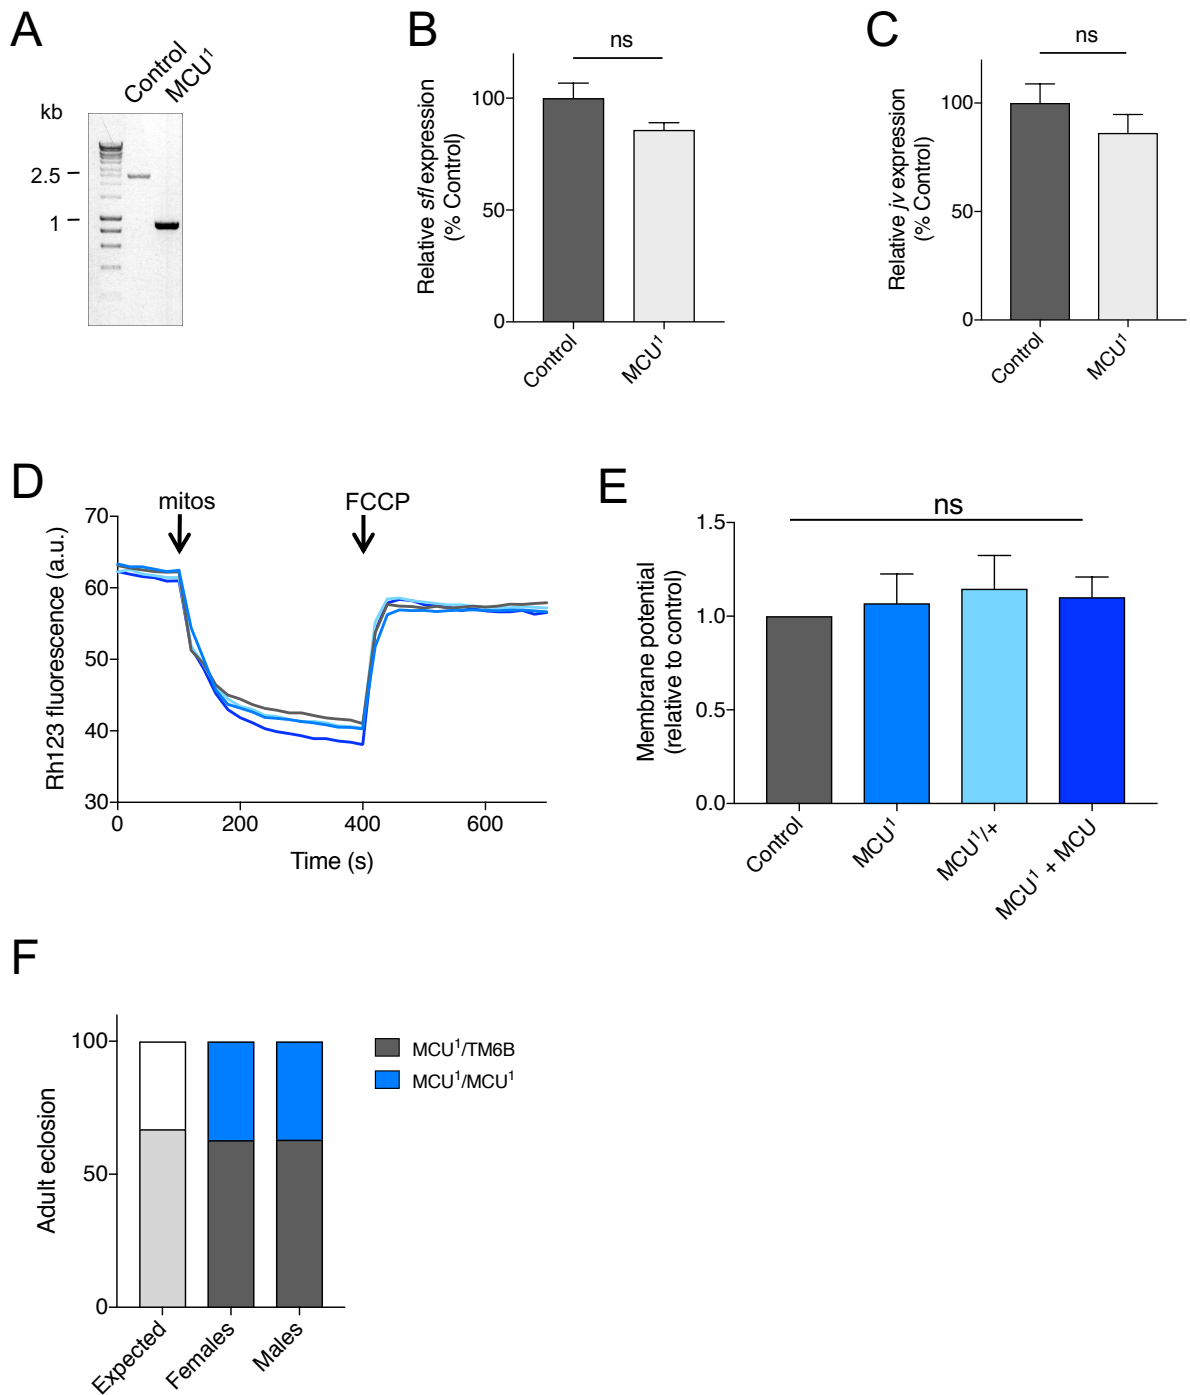 A
Control
MCU¹
kb
2.5
1
B
ns
Relative sfl expression
(% Control)
100
50
0
Control
MCU¹
C
ns
Relative jv expression
(% Control)
100
50
0
Control
MCU¹
D
mitos
FCCP
Rh123 fluorescence (a.u.)
70
60
50
40
30
0
200
400
600
Time (s)
E
ns
Membrane potential
(relative to control)
1.5
1.0
0.5
0.0
Control
MCU¹
MCU¹/+
MCU¹ + MCU
F
Adult eclosion
100
50
0
Expected
Females
Males
MCU¹/TM6B
MCU¹/MCU¹